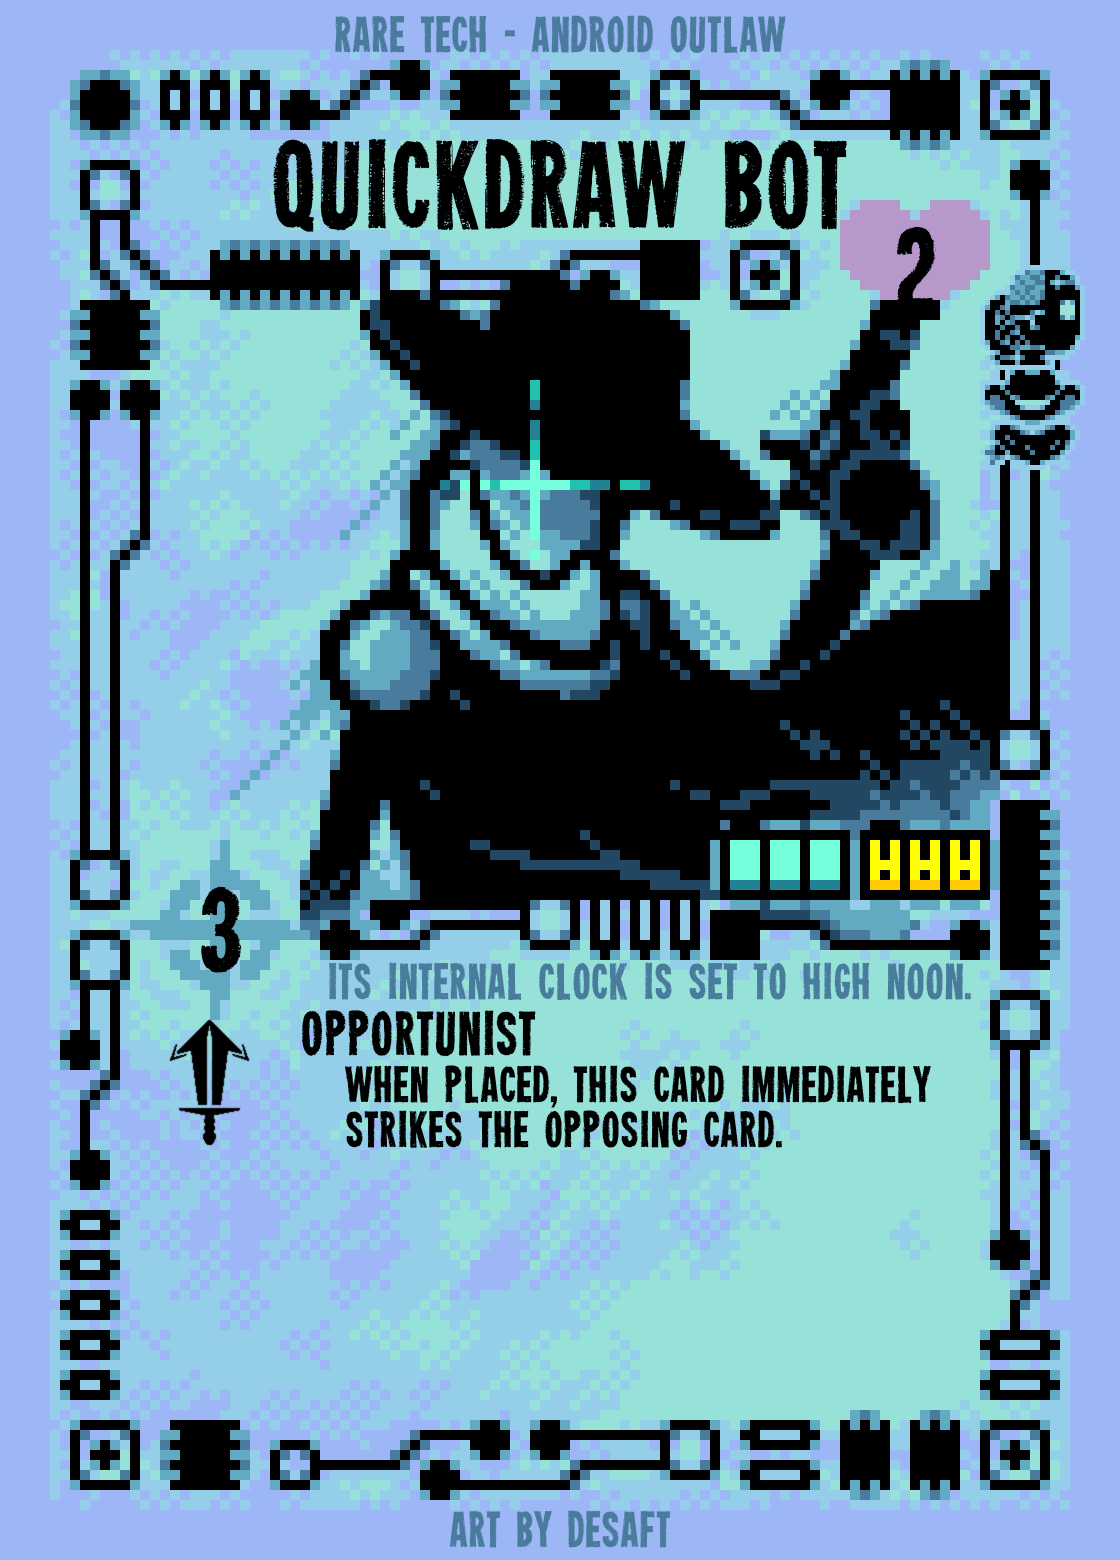 RARE TECH - ANDROID OUTLAW
QUICKDRAW BOT
2
3
ITS INTERNAL CLOCK IS SET TO HIGH NOON.
OPPORTUNIST
WHEN PLACED, THIS CARD IMMEDIATELY
STRIKES THE OPPOSING CARD.
ART BY DESAFT